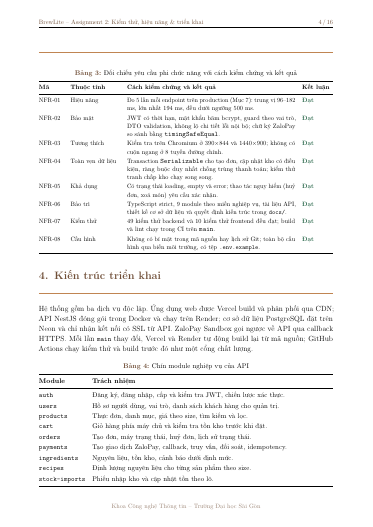 BrewLite – Assignment 2: Kiểm thử, hiệu năng & triển khai 4 / 16
Bảng 3: Đối chiếu yêu cầu phi chức năng với cách kiểm chứng và kết quả
Mã Thuộc tính Cách kiểm chứng và kết quả Kết luận
NFR-01 Hiệu năng Đo 5 lần mỗi endpoint trên production (Mục 7): trung vị 96–182
ms, lớn nhất 194 ms, đều dưới ngưỡng 500 ms. Đạt
NFR-02 Bảo mật JWT có thời hạn, mật khẩu băm bcrypt, guard theo vai trò,
DTO validation, không lộ chi tiết lỗi nội bộ; chữ ký ZaloPay
so sánh bằng timingSafeEqual. Đạt
NFR-03 Tương thích Kiểm tra trên Chromium ở 390×844 và 1440×900; không có
cuộn ngang ở 8 tuyến đường chính. Đạt
NFR-04 Toàn vẹn dữ liệu Transaction Serializable cho tạo đơn, cập nhật kho có điều
kiện, ràng buộc duy nhất chống trùng thanh toán; kiểm thử
tranh chấp kho chạy song song. Đạt
NFR-05 Khả dụng Có trạng thái loading, empty và error; thao tác nguy hiểm (huỷ
đơn, xoá món) yêu cầu xác nhận. Đạt
NFR-06 Bảo trì TypeScript strict, 9 module theo miền nghiệp vụ, tài liệu API,
thiết kế cơ sở dữ liệu và quyết định kiến trúc trong docs/. Đạt
NFR-07 Kiểm thử 49 kiểm thử backend và 10 kiểm thử frontend đều đạt; build
và lint chạy trong CI trên main. Đạt
NFR-08 Cấu hình Không có bí mật trong mã nguồn hay lịch sử Git; toàn bộ cấu
hình qua biến môi trường, có tệp .env.example. Đạt
4. Kiến trúc triển khai
Hệ thống gồm ba dịch vụ độc lập. Ứng dụng web được Vercel build và phân phối qua CDN;
API NestJS đóng gói trong Docker và chạy trên Render; cơ sở dữ liệu PostgreSQL đặt trên
Neon và chỉ nhận kết nối có SSL từ API. ZaloPay Sandbox gọi ngược về API qua callback
HTTPS. Mỗi lần main thay đổi, Vercel và Render tự động build lại từ mã nguồn; GitHub
Actions chạy kiểm thử và build trước đó như một cổng chất lượng.
Bảng 4: Chín module nghiệp vụ của API
Module Trách nhiệm
auth Đăng ký, đăng nhập, cấp và kiểm tra JWT, chiến lược xác thực.
users Hồ sơ người dùng, vai trò, danh sách khách hàng cho quản trị.
products Thực đơn, danh mục, giá theo size, tìm kiếm và lọc.
cart Giỏ hàng phía máy chủ và kiểm tra tồn kho trước khi đặt.
orders Tạo đơn, máy trạng thái, huỷ đơn, lịch sử trạng thái.
payments Tạo giao dịch ZaloPay, callback, truy vấn, đối soát, idempotency.
ingredients Nguyên liệu, tồn kho, cảnh báo dưới định mức.
recipes Định lượng nguyên liệu cho từng sản phẩm theo size.
stock-imports Phiếu nhập kho và cập nhật tồn theo lô.
Khoa Công nghệ Thông tin – Trường Đại học Sài Gòn